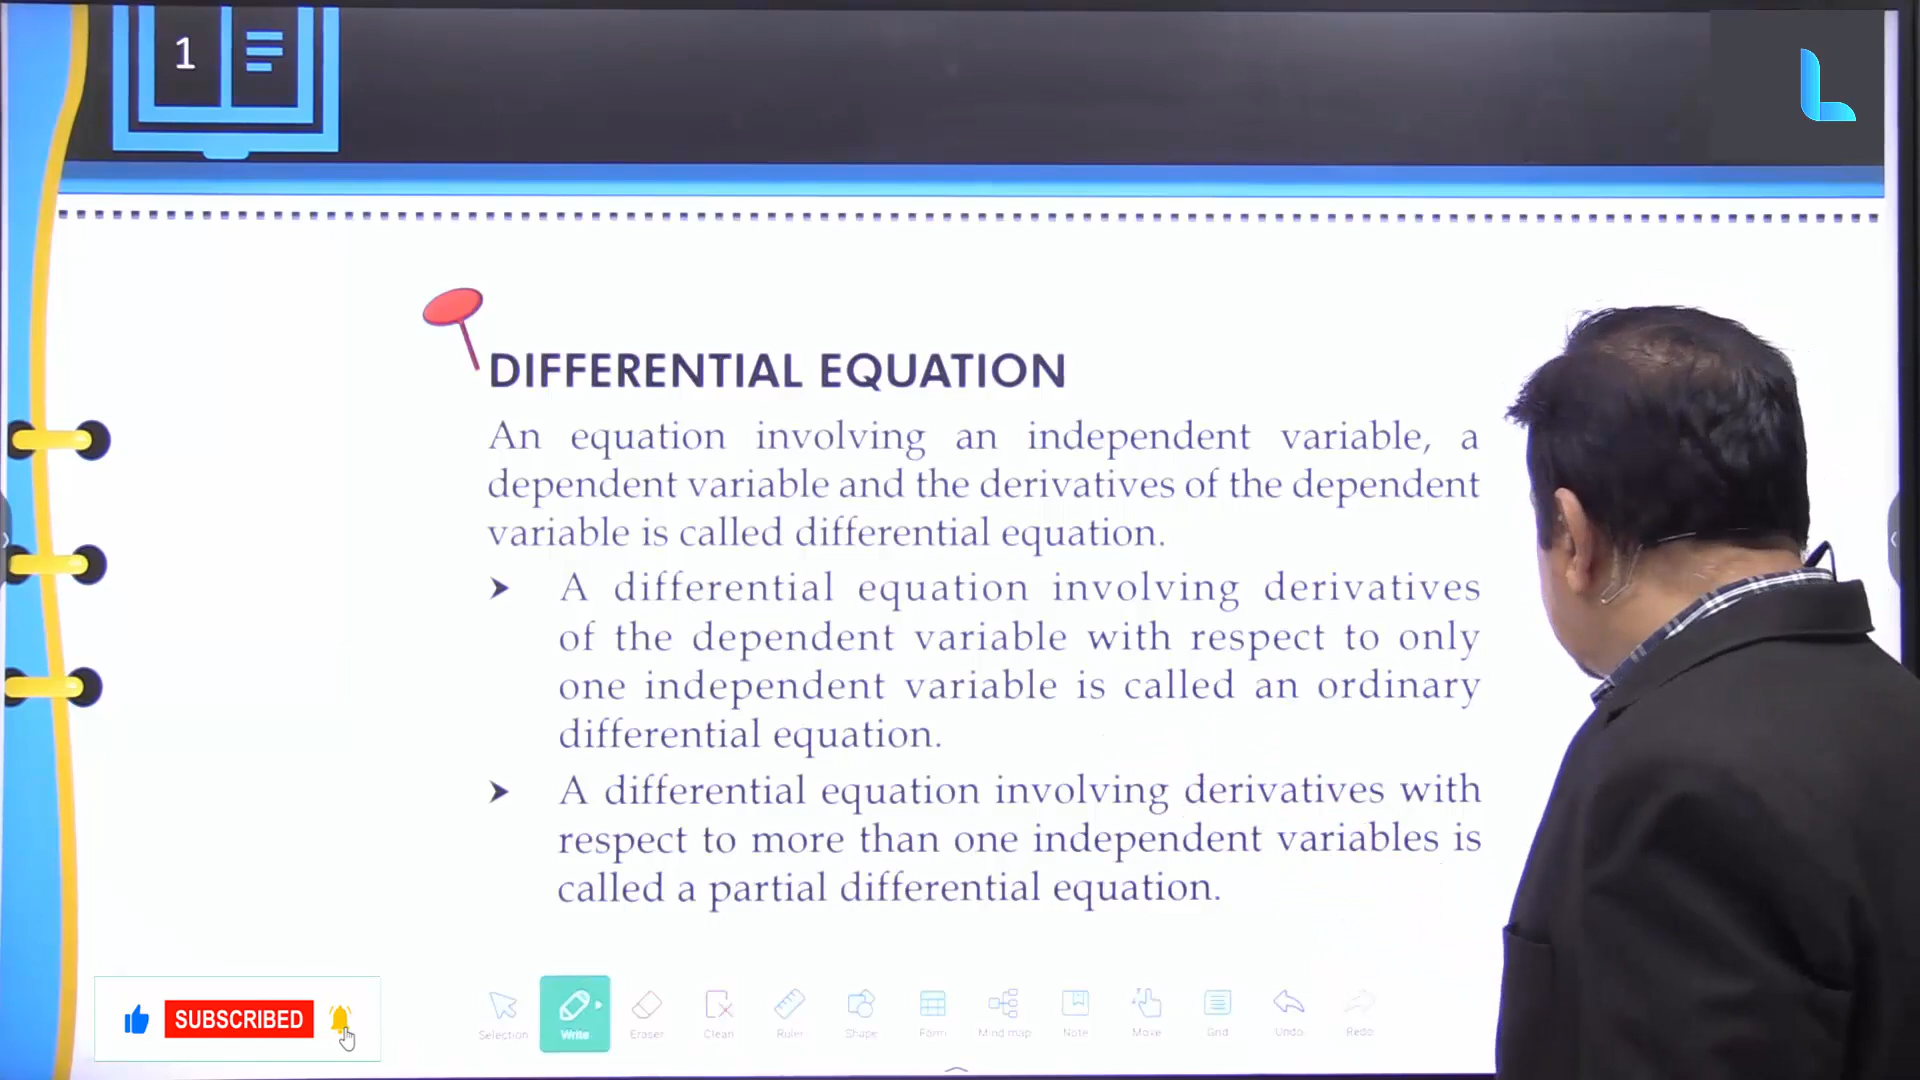 1
DIFFERENTIAL EQUATION
An equation involving an independent variable, a
dependent variable and the derivatives of the dependent
variable is called differential equation.
➤ A differential equation involving derivatives
of the dependent variable with respect to only
one independent variable is called an ordinary
differential equation.
➤ A differential equation involving derivatives with
respect to more than one independent variables is
called a partial differential equation.
SUBSCRIBED
Selection Write Eraser Clean Ruler Shape Form Mind map Note Move Grid Undo Redo